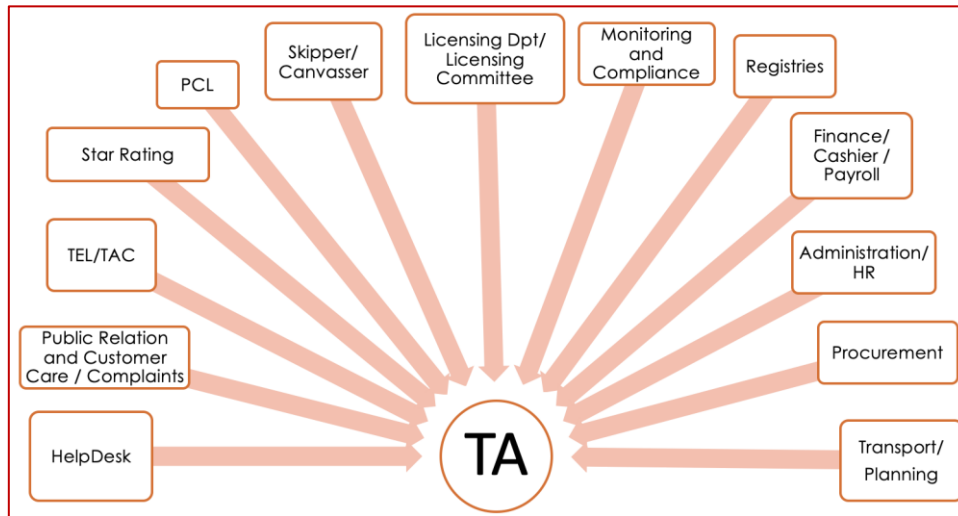 Skipper/
Canvasser
Licensing Dpt/
Licensing
Committee
Monitoring
and
Compliance
PCL
Registries
Star Rating
Finance/
Cashier /
Payroll
TEL/TAC
Administration/
HR
Public Relation
and Customer
Care / Complaints
Procurement
HelpDesk
TA
Transport/
Planning